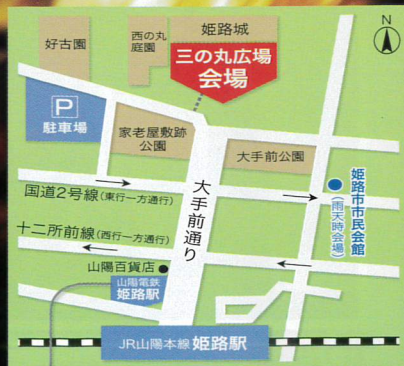 好古園
西の丸
庭園
姫路城
三の丸広場
会場
N
P
駐車場
家老屋敷跡
公園
大手前公園
国道2号線(東行一方通行)
大手前通り
姫路市市民会館
(雨天時会場)
十二所前線(西行一方通行)
山陽百貨店
山陽電鉄
姫路駅
JR山陽本線 姫路駅